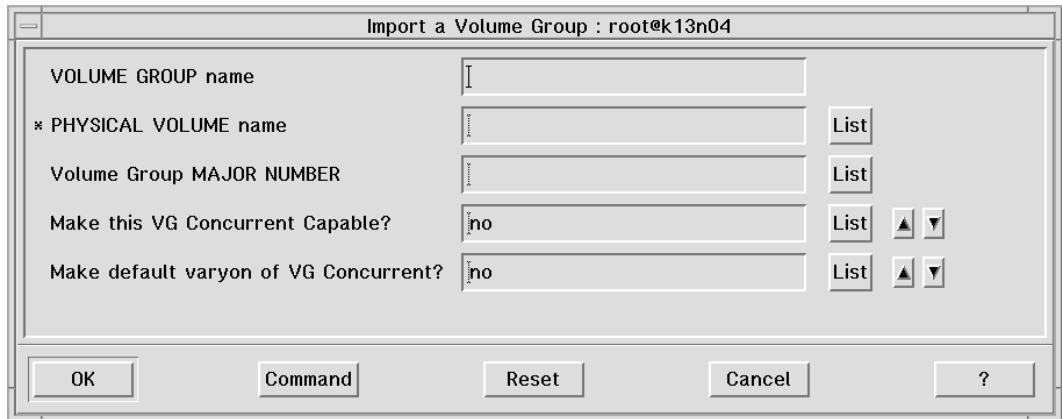 Import a Volume Group : root@k13n04
VOLUME GROUP name
* PHYSICAL VOLUME name List
Volume Group MAJOR NUMBER List
Make this VG Concurrent Capable? no List
Make default varyon of VG Concurrent? no List
OK Command Reset Cancel ?